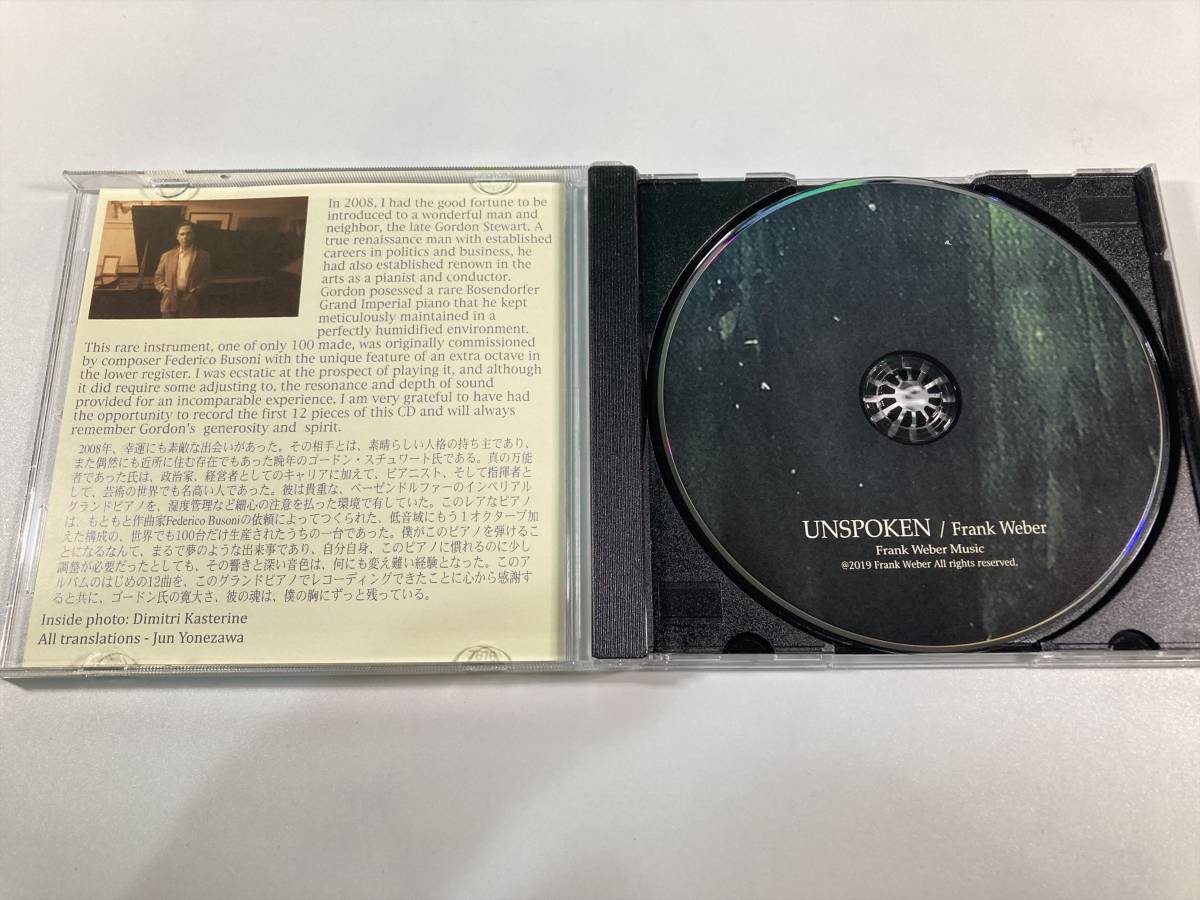 In 2008, I had the good fortune to be
introduced to a wonderful man and
neighbor, the late Gordon Stewart. A
true renaissance man with established
careers in politics and business, he
had also established renown in the
arts as a pianist and conductor.
Gordon posessed a rare Bosendorfer
Grand Imperial piano that he kept
meticulously maintained in a
perfectly humidified environment.
This rare instrument, one of only 100 made, was originally commissioned
by composer Federico Busoni with the unique feature of an extra octave in
the lower register. I was ecstatic at the prospect of playing it, and although
it did require some adjusting to, the resonance and depth of sound
provided for an incomparable experience. I am very grateful to have had
the opportunity to record the first 12 pieces of this CD and will always
remember Gordon's generosity and spirit.
2008年、幸運にも素敵な出会いがあった。その相手とは、素晴らしい人格の持ち主であり、
また偶然にも近所に住む存在でもあった晩年のゴードン・スチュワート氏である。真の万能
者であった氏は、政治家、経営者としてのキャリアに加えて、ピアニスト、そして指揮者と
して、芸術の世界でも名高い人であった。彼は貴重な、ベーゼンドルファーのインペリアル
グランドピアノを、湿度管理など細心の注意を払った環境で有していた。このレアなピアノ
は、もともと作曲家Federico Busoniの依頼によってつくられた、低音域にもう１オクターブ加
えた構成の、世界でも100台だけ生産されたうちの一台であった。僕がこのピアノを弾けるこ
とになるなんて、まるで夢のような出来事であり、自分自身、このピアノに慣れるのに少し
調整が必要だったとしても、その響きと深い音色は、何にも変え難い経験となった。このア
ルバムのはじめの12曲を、このグランドピアノでレコーディングできたことに心から感謝す
ると共に、ゴードン氏の寛大さ、彼の魂は、僕の胸にずっと残っている。
Inside photo: Dimitri Kasterine
All translations - Jun Yonezawa
UNSPOKEN / Frank Weber
Frank Weber Music
@2019 Frank Weber All rights reserved.